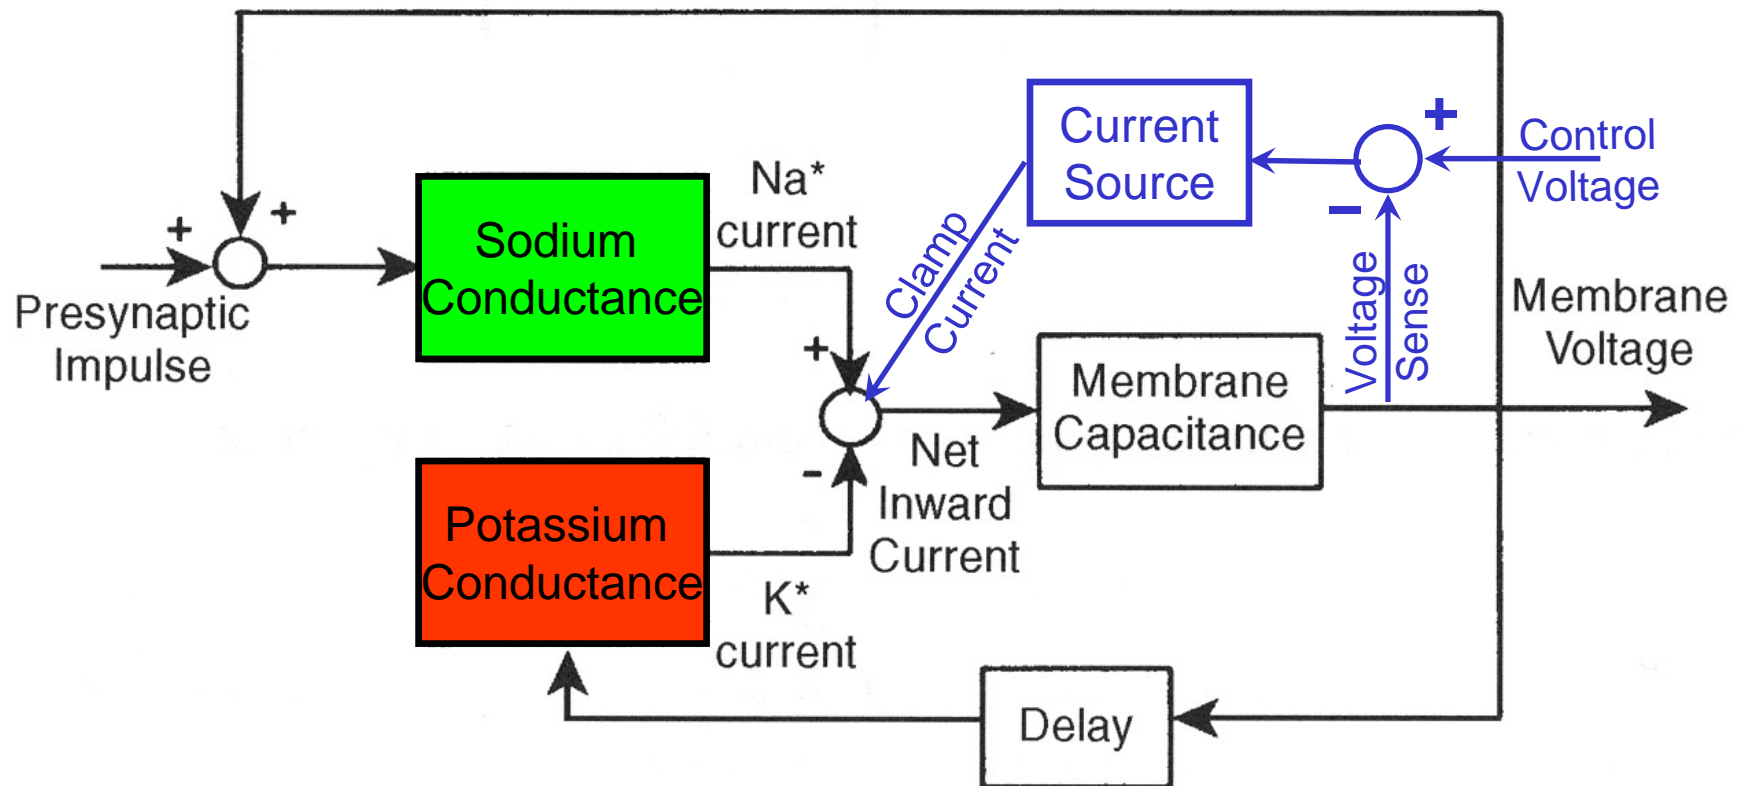 Current
Source
+
Control
Voltage
−
Voltage
Sense
Clamp
Current
Na*
current
+
+
Sodium
Conductance
Presynaptic
Impulse
+
-
Net
Inward
Current
Membrane
Capacitance
Membrane
Voltage
Potassium
Conductance
K*
current
Delay